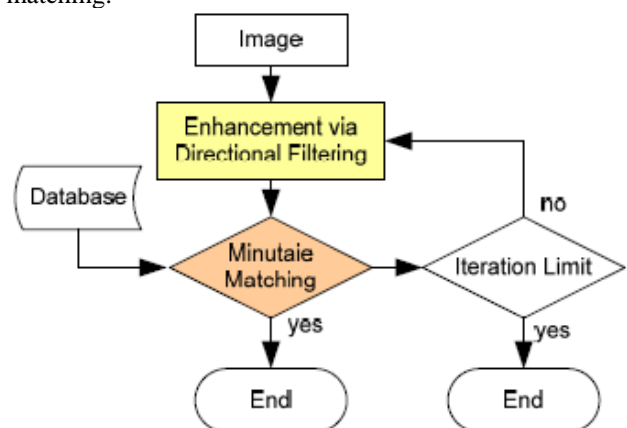 matching.
Image
Enhancement via
Directional Filtering
Database
no
Minutaie
Matching
Iteration Limit
yes
yes
End
End